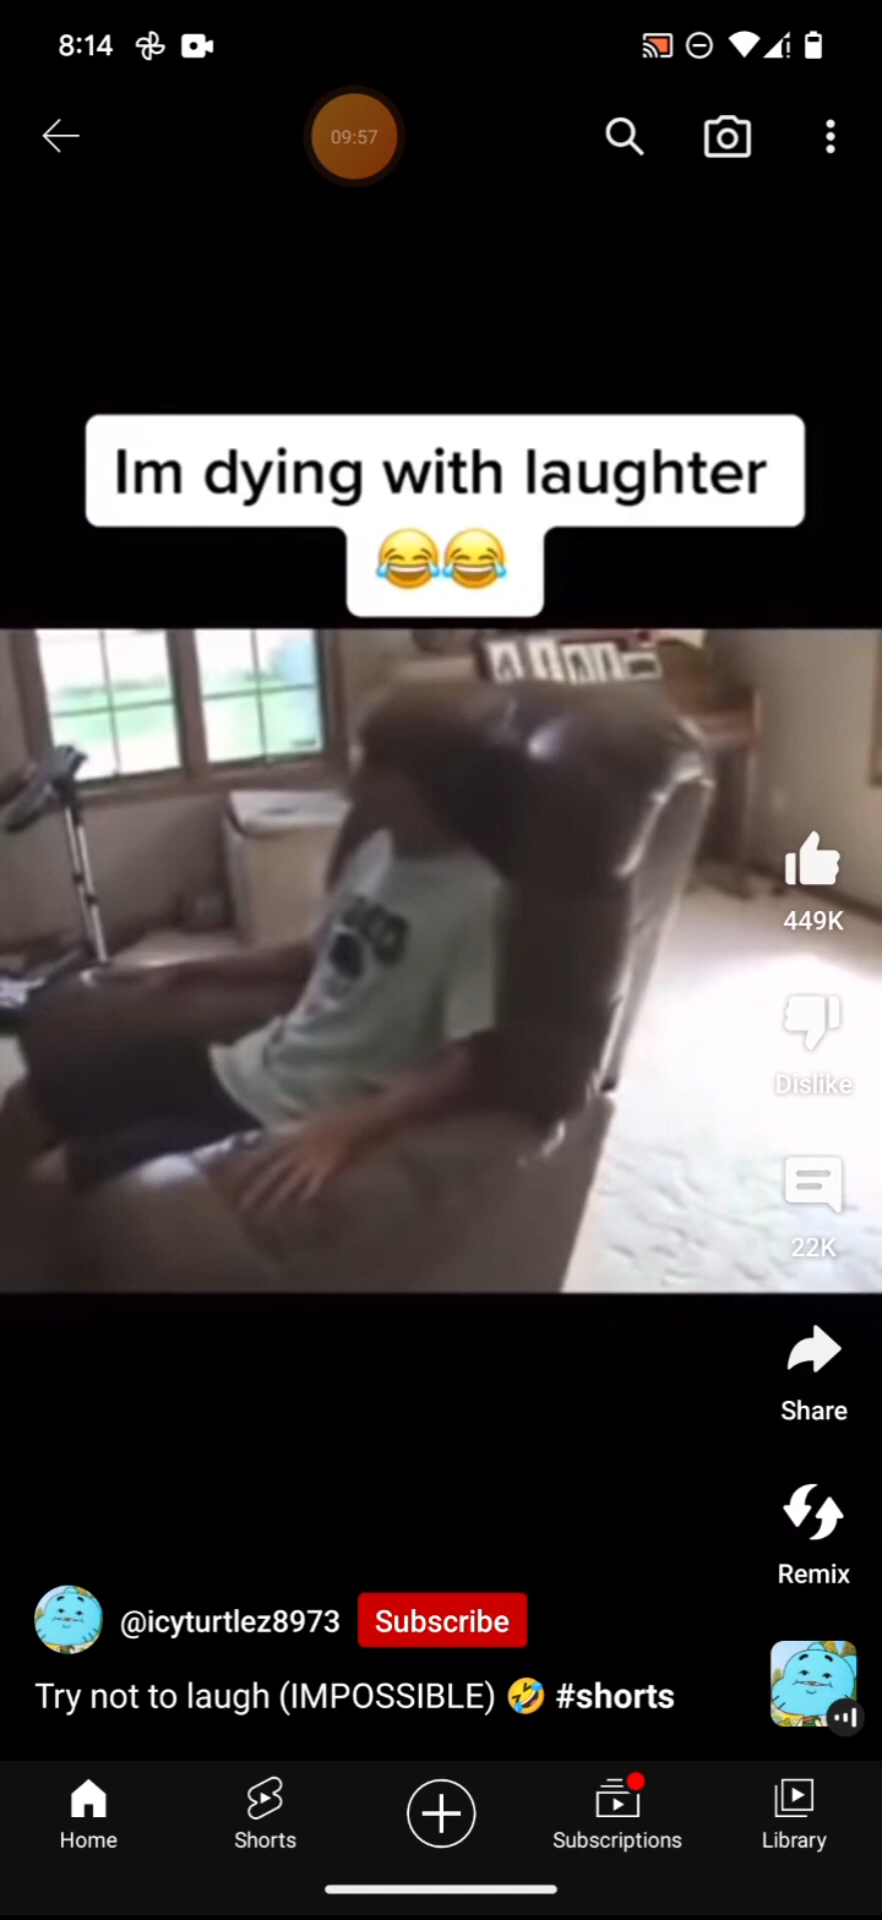 8:14
09:57
Im dying with laughter
😂😂
449K
Dislike
22K
Share
Remix
@icyturtlez8973 Subscribe
Try not to laugh (IMPOSSIBLE) 🤣 #shorts
Home Shorts Subscriptions Library